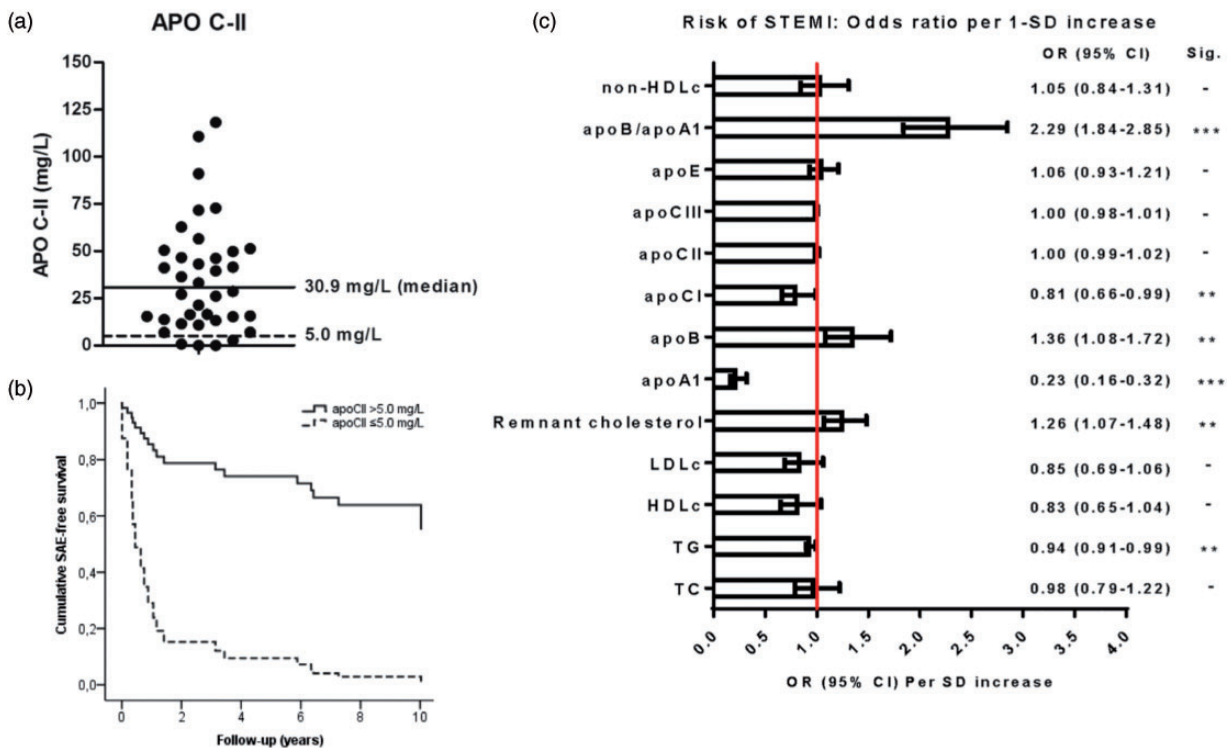 (a)
APO C-II
APO C-II (mg/L)
150
125
100
75
50
25
0
30.9 mg/L (median)
5.0 mg/L
(b)
Cumulative SAE-free survival
1,0
0,8
0,6
0,4
0,2
0,0
apoCII >5.0 mg/L
apoCII ≤5.0 mg/L
0 2 4 6 8 10
Follow-up (years)
(c)
Risk of STEMI: Odds ratio per 1-SD increase
OR (95% CI) Sig.
non-HDLc 1.05 (0.84-1.31) -
apoB/apoA1 2.29 (1.84-2.85) ***
apoE 1.06 (0.93-1.21) -
apoCIII 1.00 (0.98-1.01) -
apoCII 1.00 (0.99-1.02) -
apoCI 0.81 (0.66-0.99) **
apoB 1.36 (1.08-1.72) **
apoA1 0.23 (0.16-0.32) ***
Remnant cholesterol 1.26 (1.07-1.48) **
LDLc 0.85 (0.69-1.06) -
HDLc 0.83 (0.65-1.04) -
TG 0.94 (0.91-0.99) **
TC 0.98 (0.79-1.22) -
0.0 0.5 1.0 1.5 2.0 2.5 3.0 3.5 4.0
OR (95% CI) Per SD increase